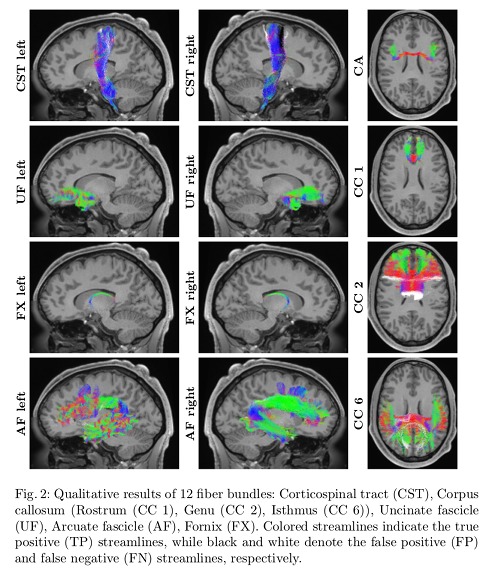 CST left
CST right
CA
UF left
UF right
CC 1
FX left
FX right
CC 2
AF left
AF right
CC 6
Fig. 2: Qualitative results of 12 fiber bundles: Corticospinal tract (CST), Corpus
callosum (Rostrum (CC 1), Genu (CC 2), Isthmus (CC 6)), Uncinate fascicle
(UF), Arcuate fascicle (AF), Fornix (FX). Colored streamlines indicate the true
positive (TP) streamlines, while black and white denote the false positive (FP)
and false negative (FN) streamlines, respectively.